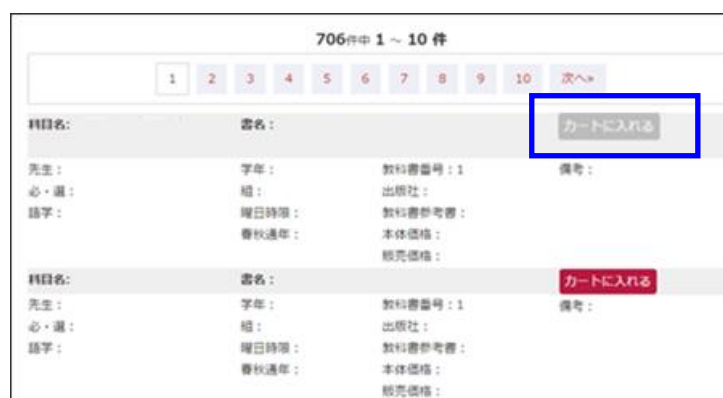 706件中 1 ～ 10 件
1 2 3 4 5 6 7 8 9 10 次へ»
科目名: 書名： カートに入れる
先生： 学年： 教科書番号：1 備考：
必・選： 組： 出版社：
語学： 曜日時限： 教科書参考書：
春秋通年： 本体価格：
販売価格：
科目名: 書名： カートに入れる
先生： 学年： 教科書番号：1 備考：
必・選： 組： 出版社：
語学： 曜日時限： 教科書参考書：
春秋通年： 本体価格：
販売価格：